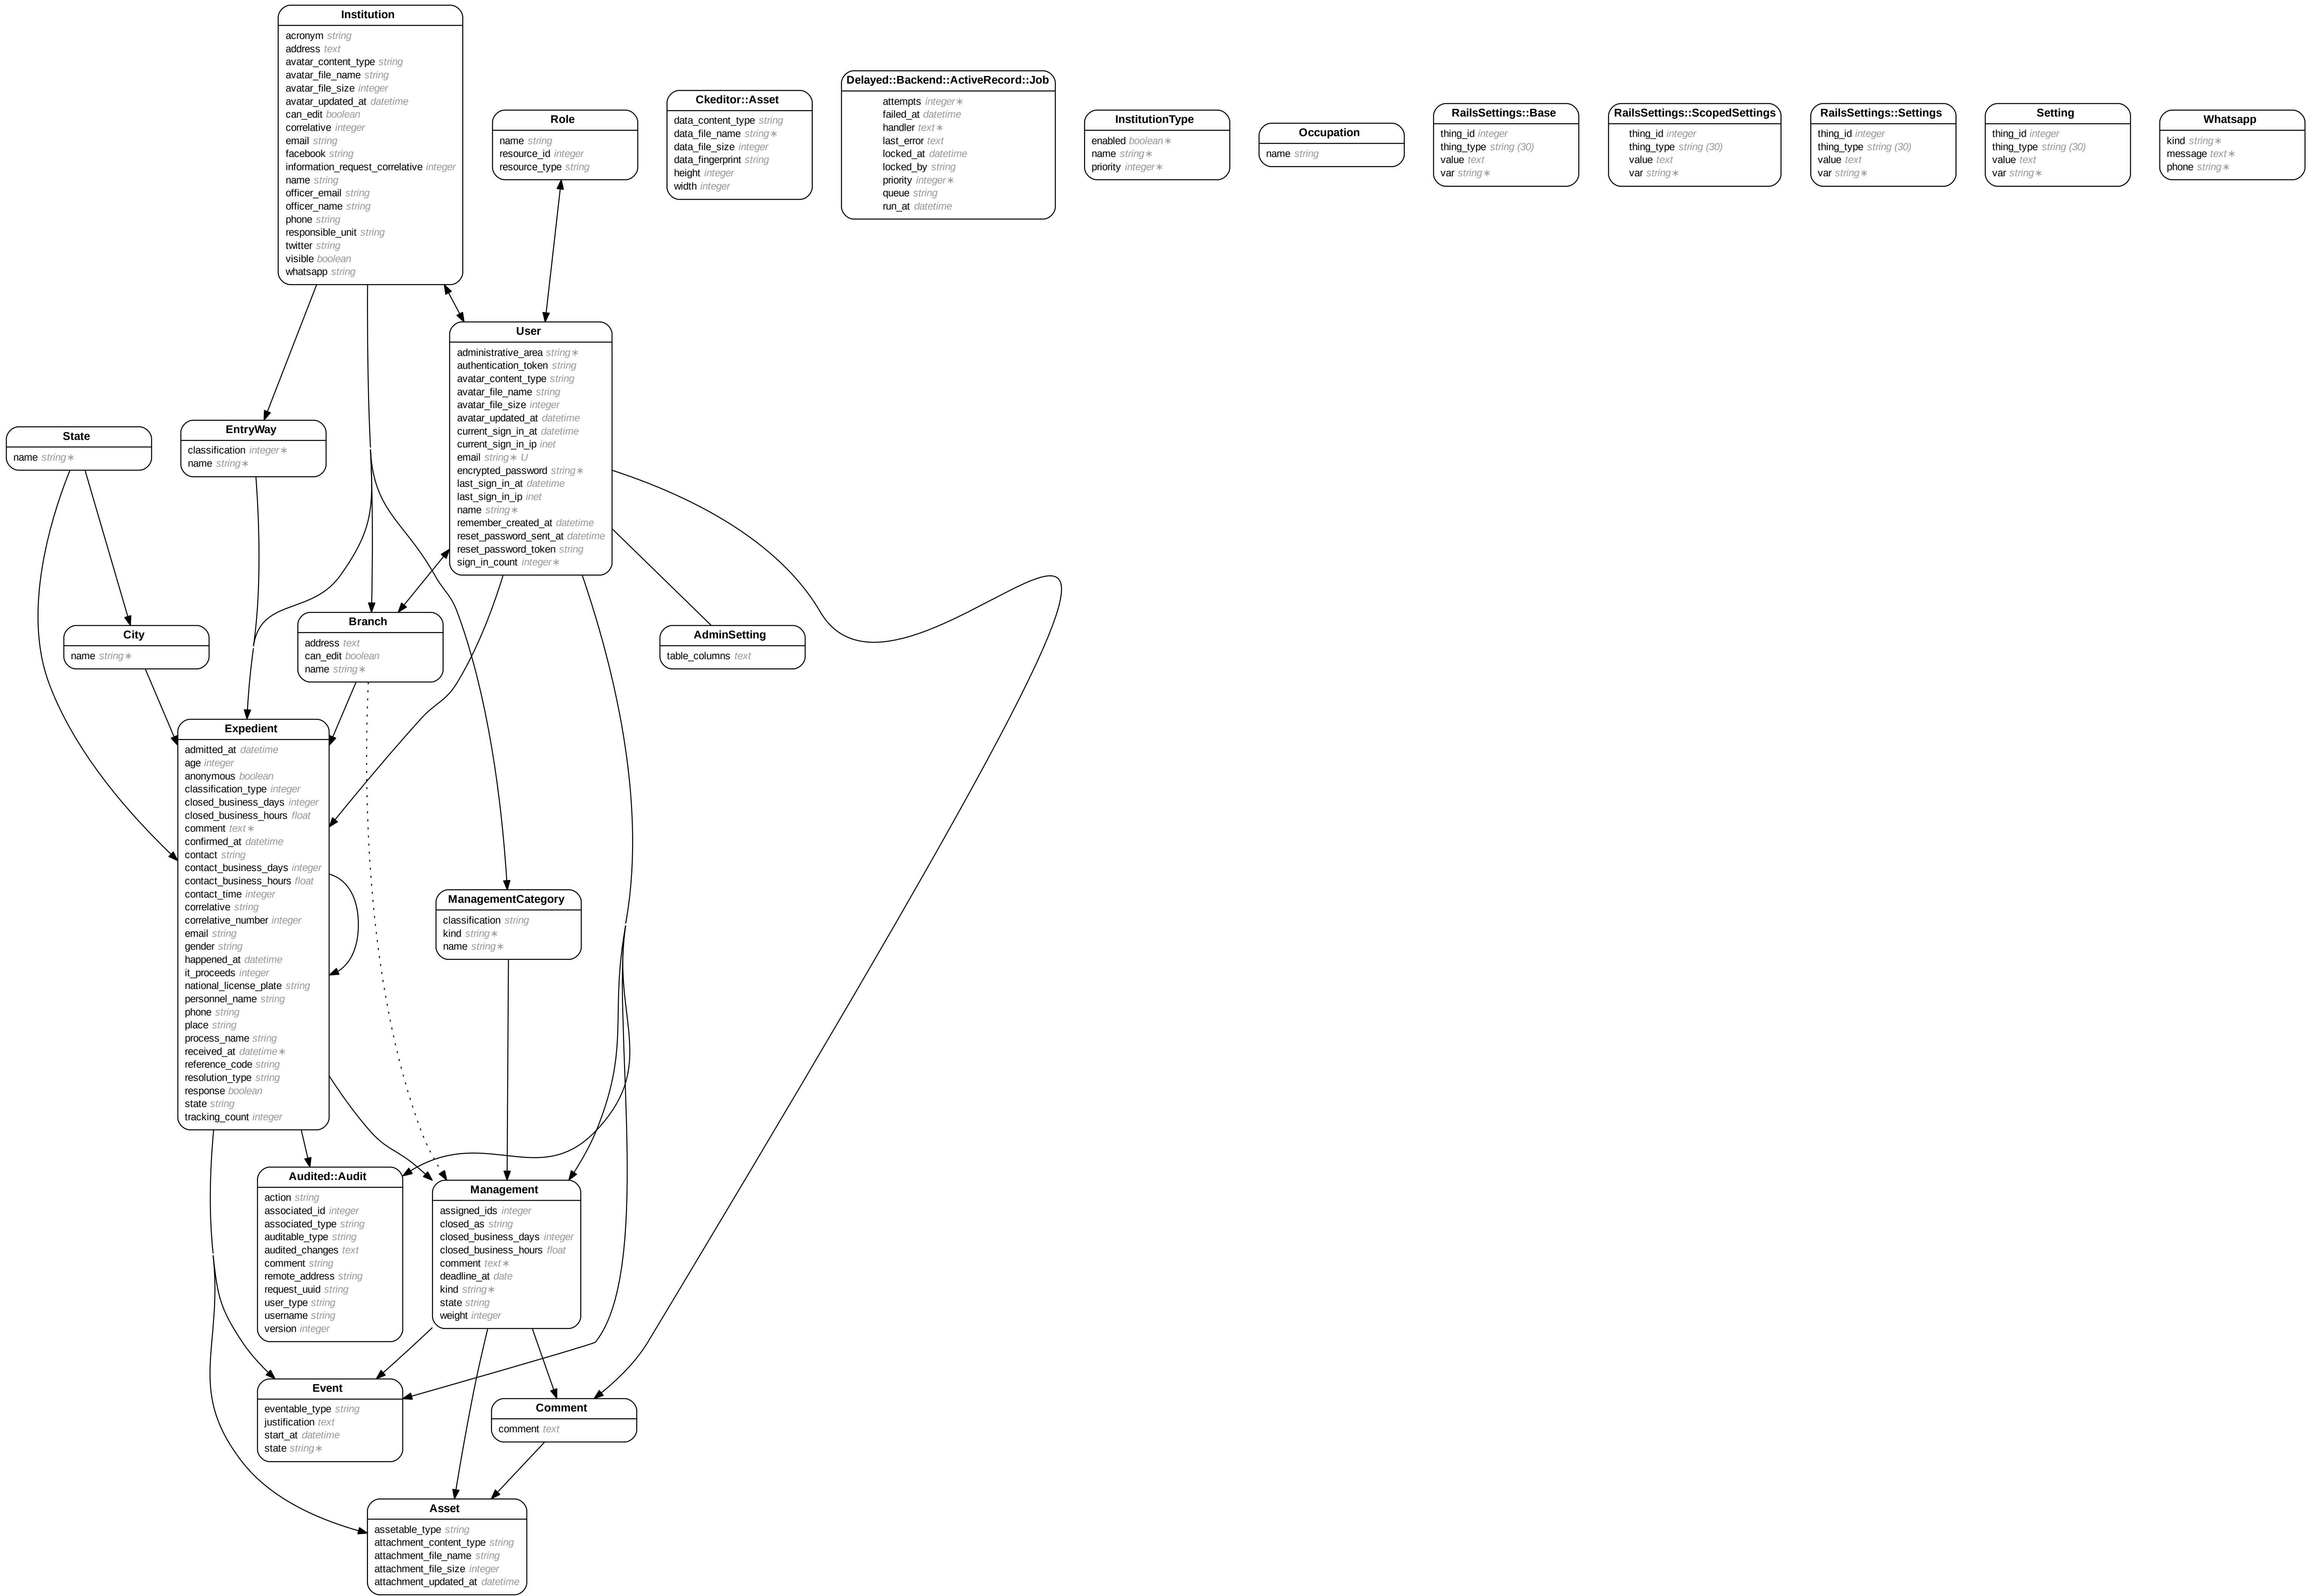 Institution
acronym string
address text
avatar_content_type string
avatar_file_name string
avatar_file_size integer
avatar_updated_at datetime
can_edit boolean
correlative integer
email string
facebook string
information_request_correlative integer
name string
officer_email string
officer_name string
phone string
responsible_unit string
twitter string
visible boolean
whatsapp string
Role
name string
resource_id integer
resource_type string
Ckeditor::Asset
data_content_type string
data_file_name string∗
data_file_size integer
data_fingerprint string
height integer
width integer
Delayed::Backend::ActiveRecord::Job
attempts integer∗
failed_at datetime
handler text∗
last_error text
locked_at datetime
locked_by string
priority integer∗
queue string
run_at datetime
InstitutionType
enabled boolean∗
name string∗
priority integer∗
Occupation
name string
RailsSettings::Base
thing_id integer
thing_type string (30)
value text
var string∗
RailsSettings::ScopedSettings
thing_id integer
thing_type string (30)
value text
var string∗
RailsSettings::Settings
thing_id integer
thing_type string (30)
value text
var string∗
Setting
thing_id integer
thing_type string (30)
value text
var string∗
Whatsapp
kind string∗
message text∗
phone string∗
User
administrative_area string∗
authentication_token string
avatar_content_type string
avatar_file_name string
avatar_file_size integer
avatar_updated_at datetime
current_sign_in_at datetime
current_sign_in_ip inet
email string∗ U
encrypted_password string∗
last_sign_in_at datetime
last_sign_in_ip inet
name string∗
remember_created_at datetime
reset_password_sent_at datetime
reset_password_token string
sign_in_count integer∗
State
name string∗
EntryWay
classification integer∗
name string∗
City
name string∗
Branch
address text
can_edit boolean
name string∗
AdminSetting
table_columns text
Expedient
admitted_at datetime
age integer
anonymous boolean
classification_type integer
closed_business_days integer
closed_business_hours float
comment text∗
confirmed_at datetime
contact string
contact_business_days integer
contact_business_hours float
contact_time integer
correlative string
correlative_number integer
email string
gender string
happened_at datetime
it_proceeds integer
national_license_plate string
personnel_name string
phone string
place string
process_name string
received_at datetime∗
reference_code string
resolution_type string
response boolean
state string
tracking_count integer
ManagementCategory
classification string
kind string∗
name string∗
Audited::Audit
action string
associated_id integer
associated_type string
auditable_type string
audited_changes text
comment string
remote_address string
request_uuid string
user_type string
username string
version integer
Management
assigned_ids integer
closed_as string
closed_business_days integer
closed_business_hours float
comment text∗
deadline_at date
kind string∗
state string
weight integer
Event
eventable_type string
justification text
start_at datetime
state string∗
Comment
comment text
Asset
assetable_type string
attachment_content_type string
attachment_file_name string
attachment_file_size integer
attachment_updated_at datetime